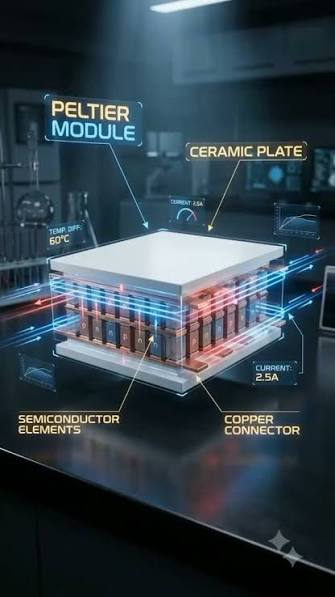 PELTIER
MODULE
CERAMIC PLATE
CURRENT: 2.5A
TEMP. DIFF:
60°C
CURRENT:
2.5A
SEMICONDUCTOR
ELEMENTS
COPPER
CONNECTOR